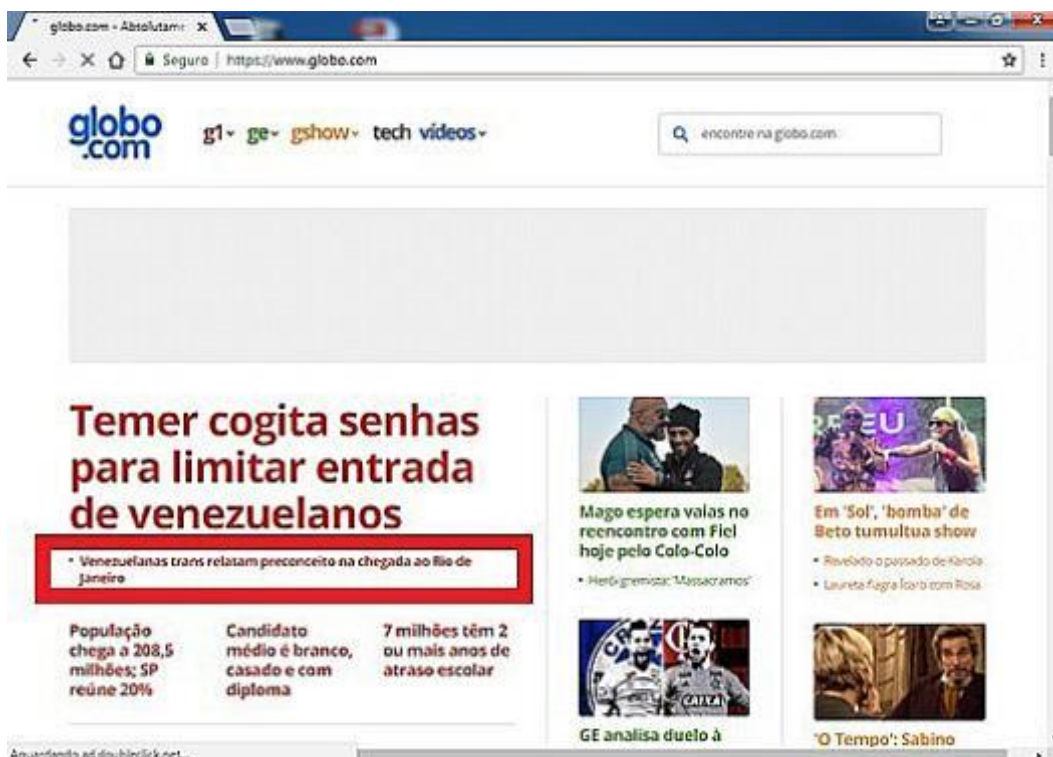 globo.com - Absolutame
Seguro | https://www.globo.com
globo
.com
g1 ge gshow tech vídeos
encontre na globo.com
Temer cogita senhas
para limitar entrada
de venezuelanos
Venezuelanas trans relatam preconceito na chegada ao Rio de
Janeiro
População
chega a 208,5
milhões; SP
reúne 20%
Candidato
médio é branco,
casado e com
diploma
7 milhões têm 2
ou mais anos de
atraso escolar
Mago espera vaias no
reencontro com Fiel
hoje pelo Colo-Colo
Herói gremista: 'Massacramos'
GE analisa duelo à
Em 'Sol', 'bomba' de
Beto tumultua show
Revelado o passado de Karola
Laureta flagra Ícaro com Rosa
'O Tempo': Sabino
Aguardando ad.doubleclick.net...